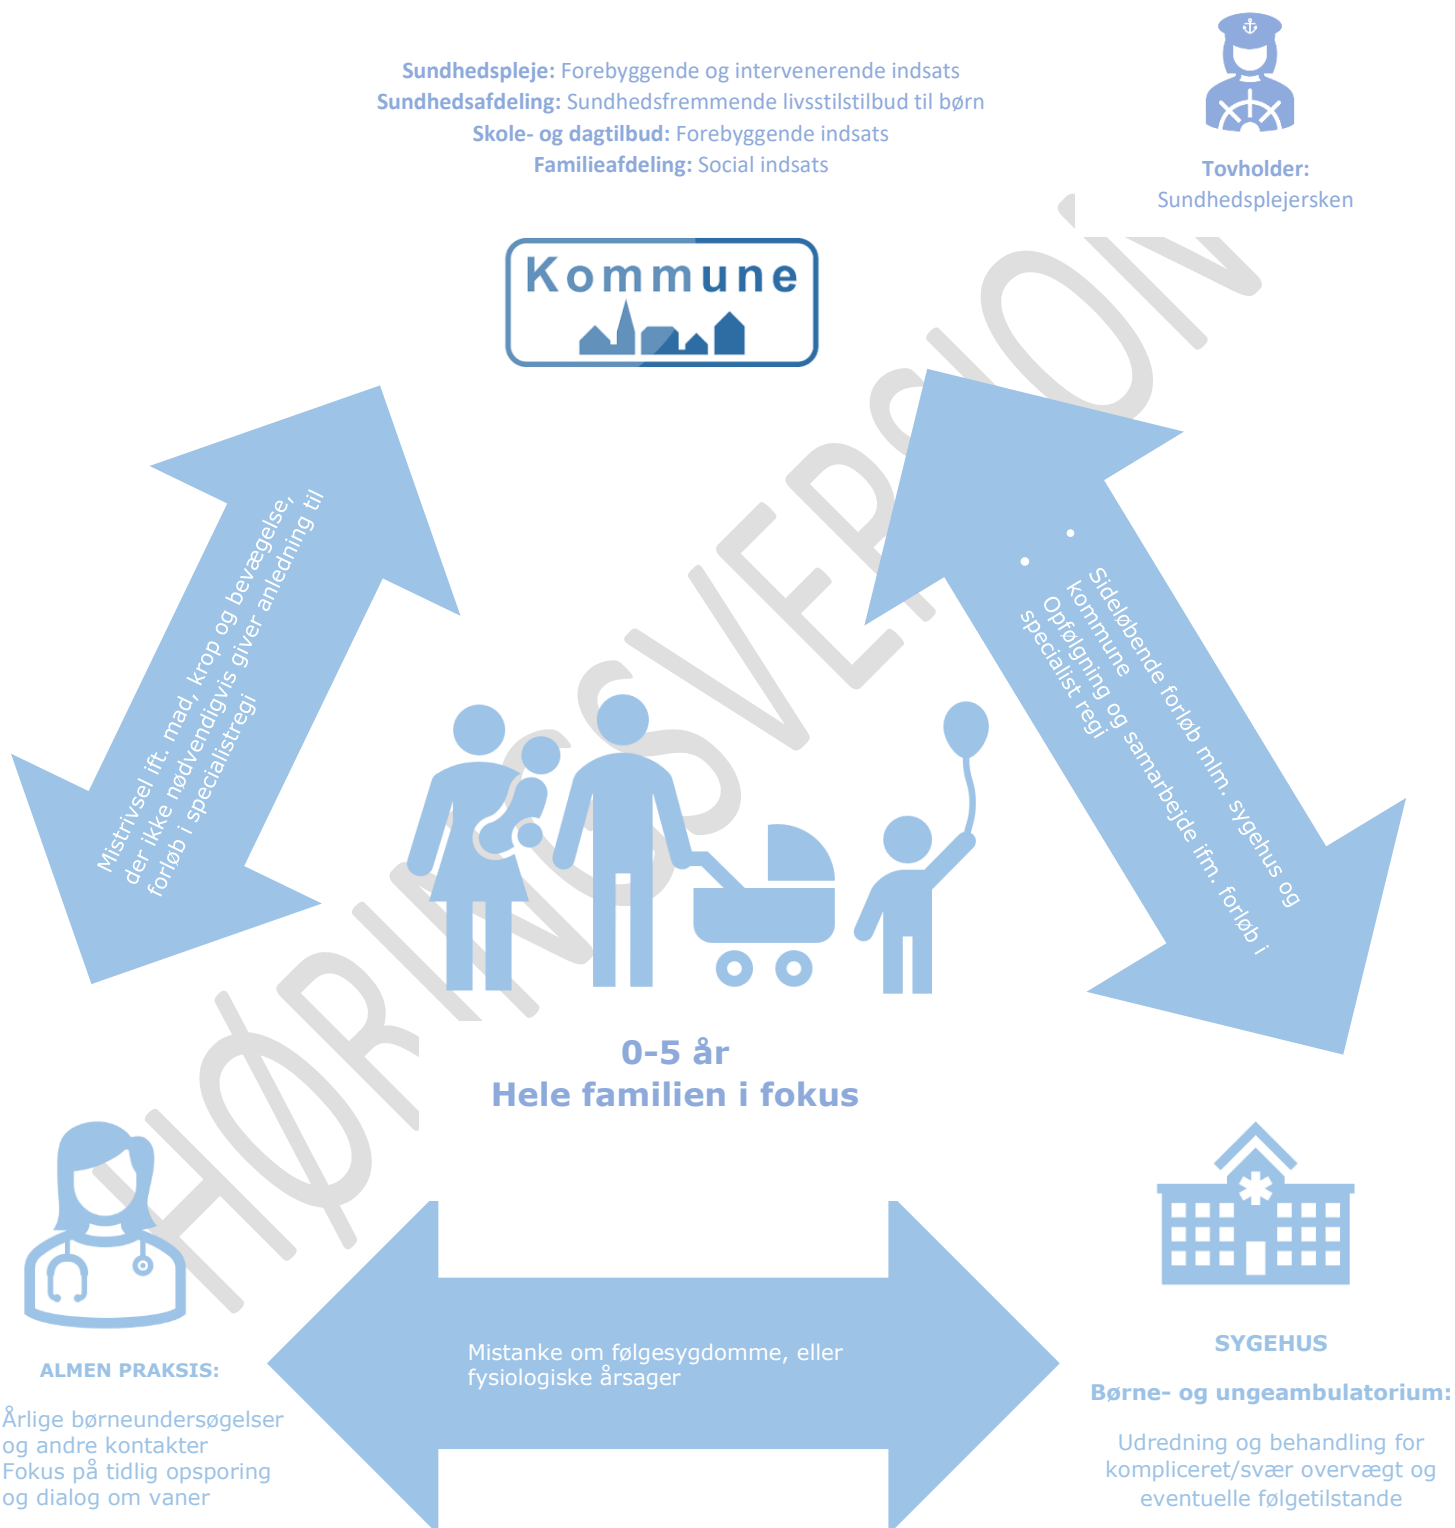 Sundhedspleje: Forebyggende og intervenerende indsats
Sundhedsafdeling: Sundhedsfremmende livsstilstilbud til børn
Skole- og dagtilbud: Forebyggende indsats
Familieafdeling: Social indsats
Tovholder:
Sundhedsplejersken
Kommune
Mistrivsel ift. mad, krop og bevægelse,
der ikke nødvendigvis giver anledning til
forløb i specialistregi
• Sideløbende forløb mlm. sygehus og
kommune
• Opfølgning og samarbejde ifm. forløb i
specialist regi
HØRINGSVERSION
0-5 år
Hele familien i fokus
ALMEN PRAKSIS:
Årlige børneundersøgelser
og andre kontakter
Fokus på tidlig opsporing
og dialog om vaner
Mistanke om følgesygdomme, eller
fysiologiske årsager
SYGEHUS
Børne- og ungeambulatorium:
Udredning og behandling for
kompliceret/svær overvægt og
eventuelle følgetilstande